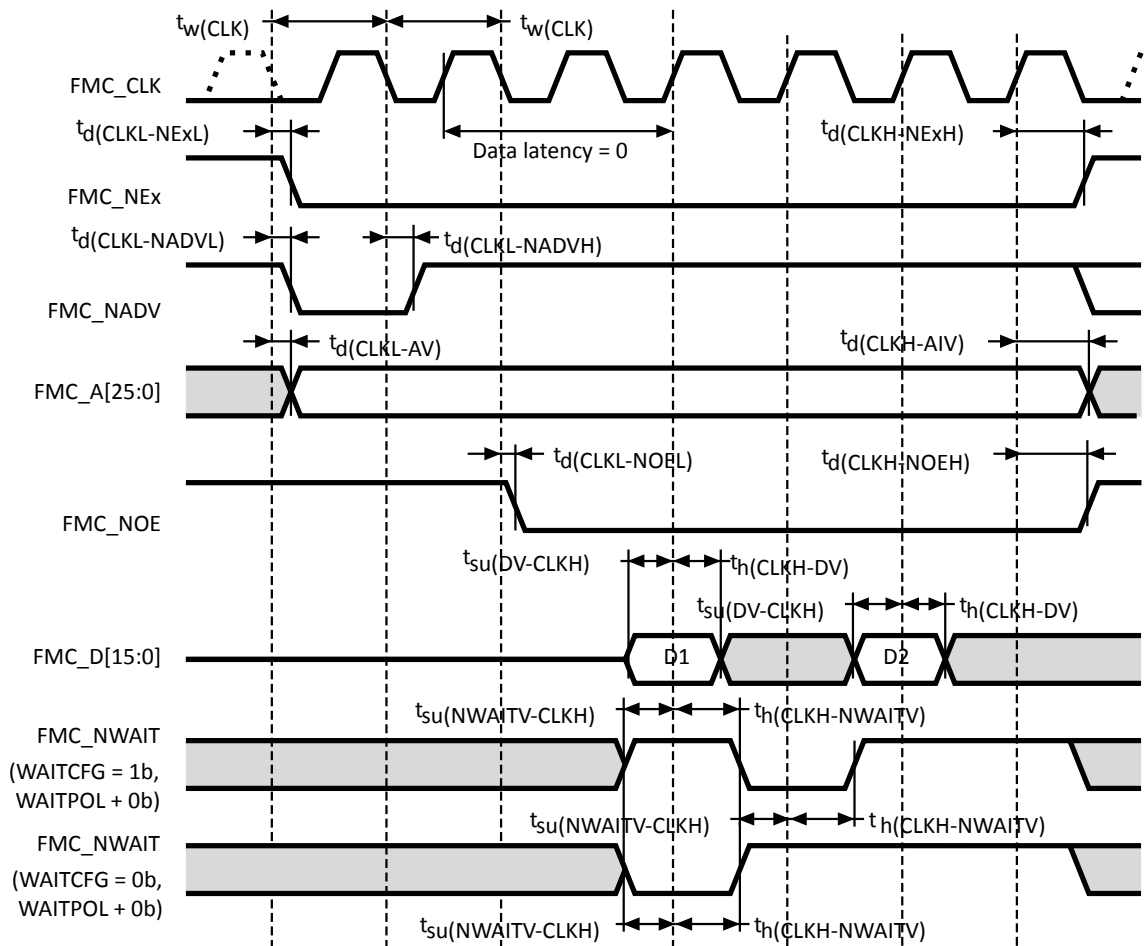 tw(CLK) tw(CLK)
FMC_CLK
td(CLKL-NExL) td(CLKH-NExH)
Data latency = 0
FMC_NEx
td(CLKL-NADVL) td(CLKL-NADVH)
FMC_NADV
td(CLKL-AV) td(CLKH-AIV)
FMC_A[25:0]
td(CLKL-NOEL) td(CLKH-NOEH)
FMC_NOE
tsu(DV-CLKH) th(CLKH-DV)
tsu(DV-CLKH) th(CLKH-DV)
FMC_D[15:0] D1 D2
tsu(NWAITV-CLKH) th(CLKH-NWAITV)
FMC_NWAIT
(WAITCFG = 1b,
WAITPOL + 0b)
tsu(NWAITV-CLKH) th(CLKH-NWAITV)
FMC_NWAIT
(WAITCFG = 0b,
WAITPOL + 0b)
tsu(NWAITV-CLKH) th(CLKH-NWAITV)